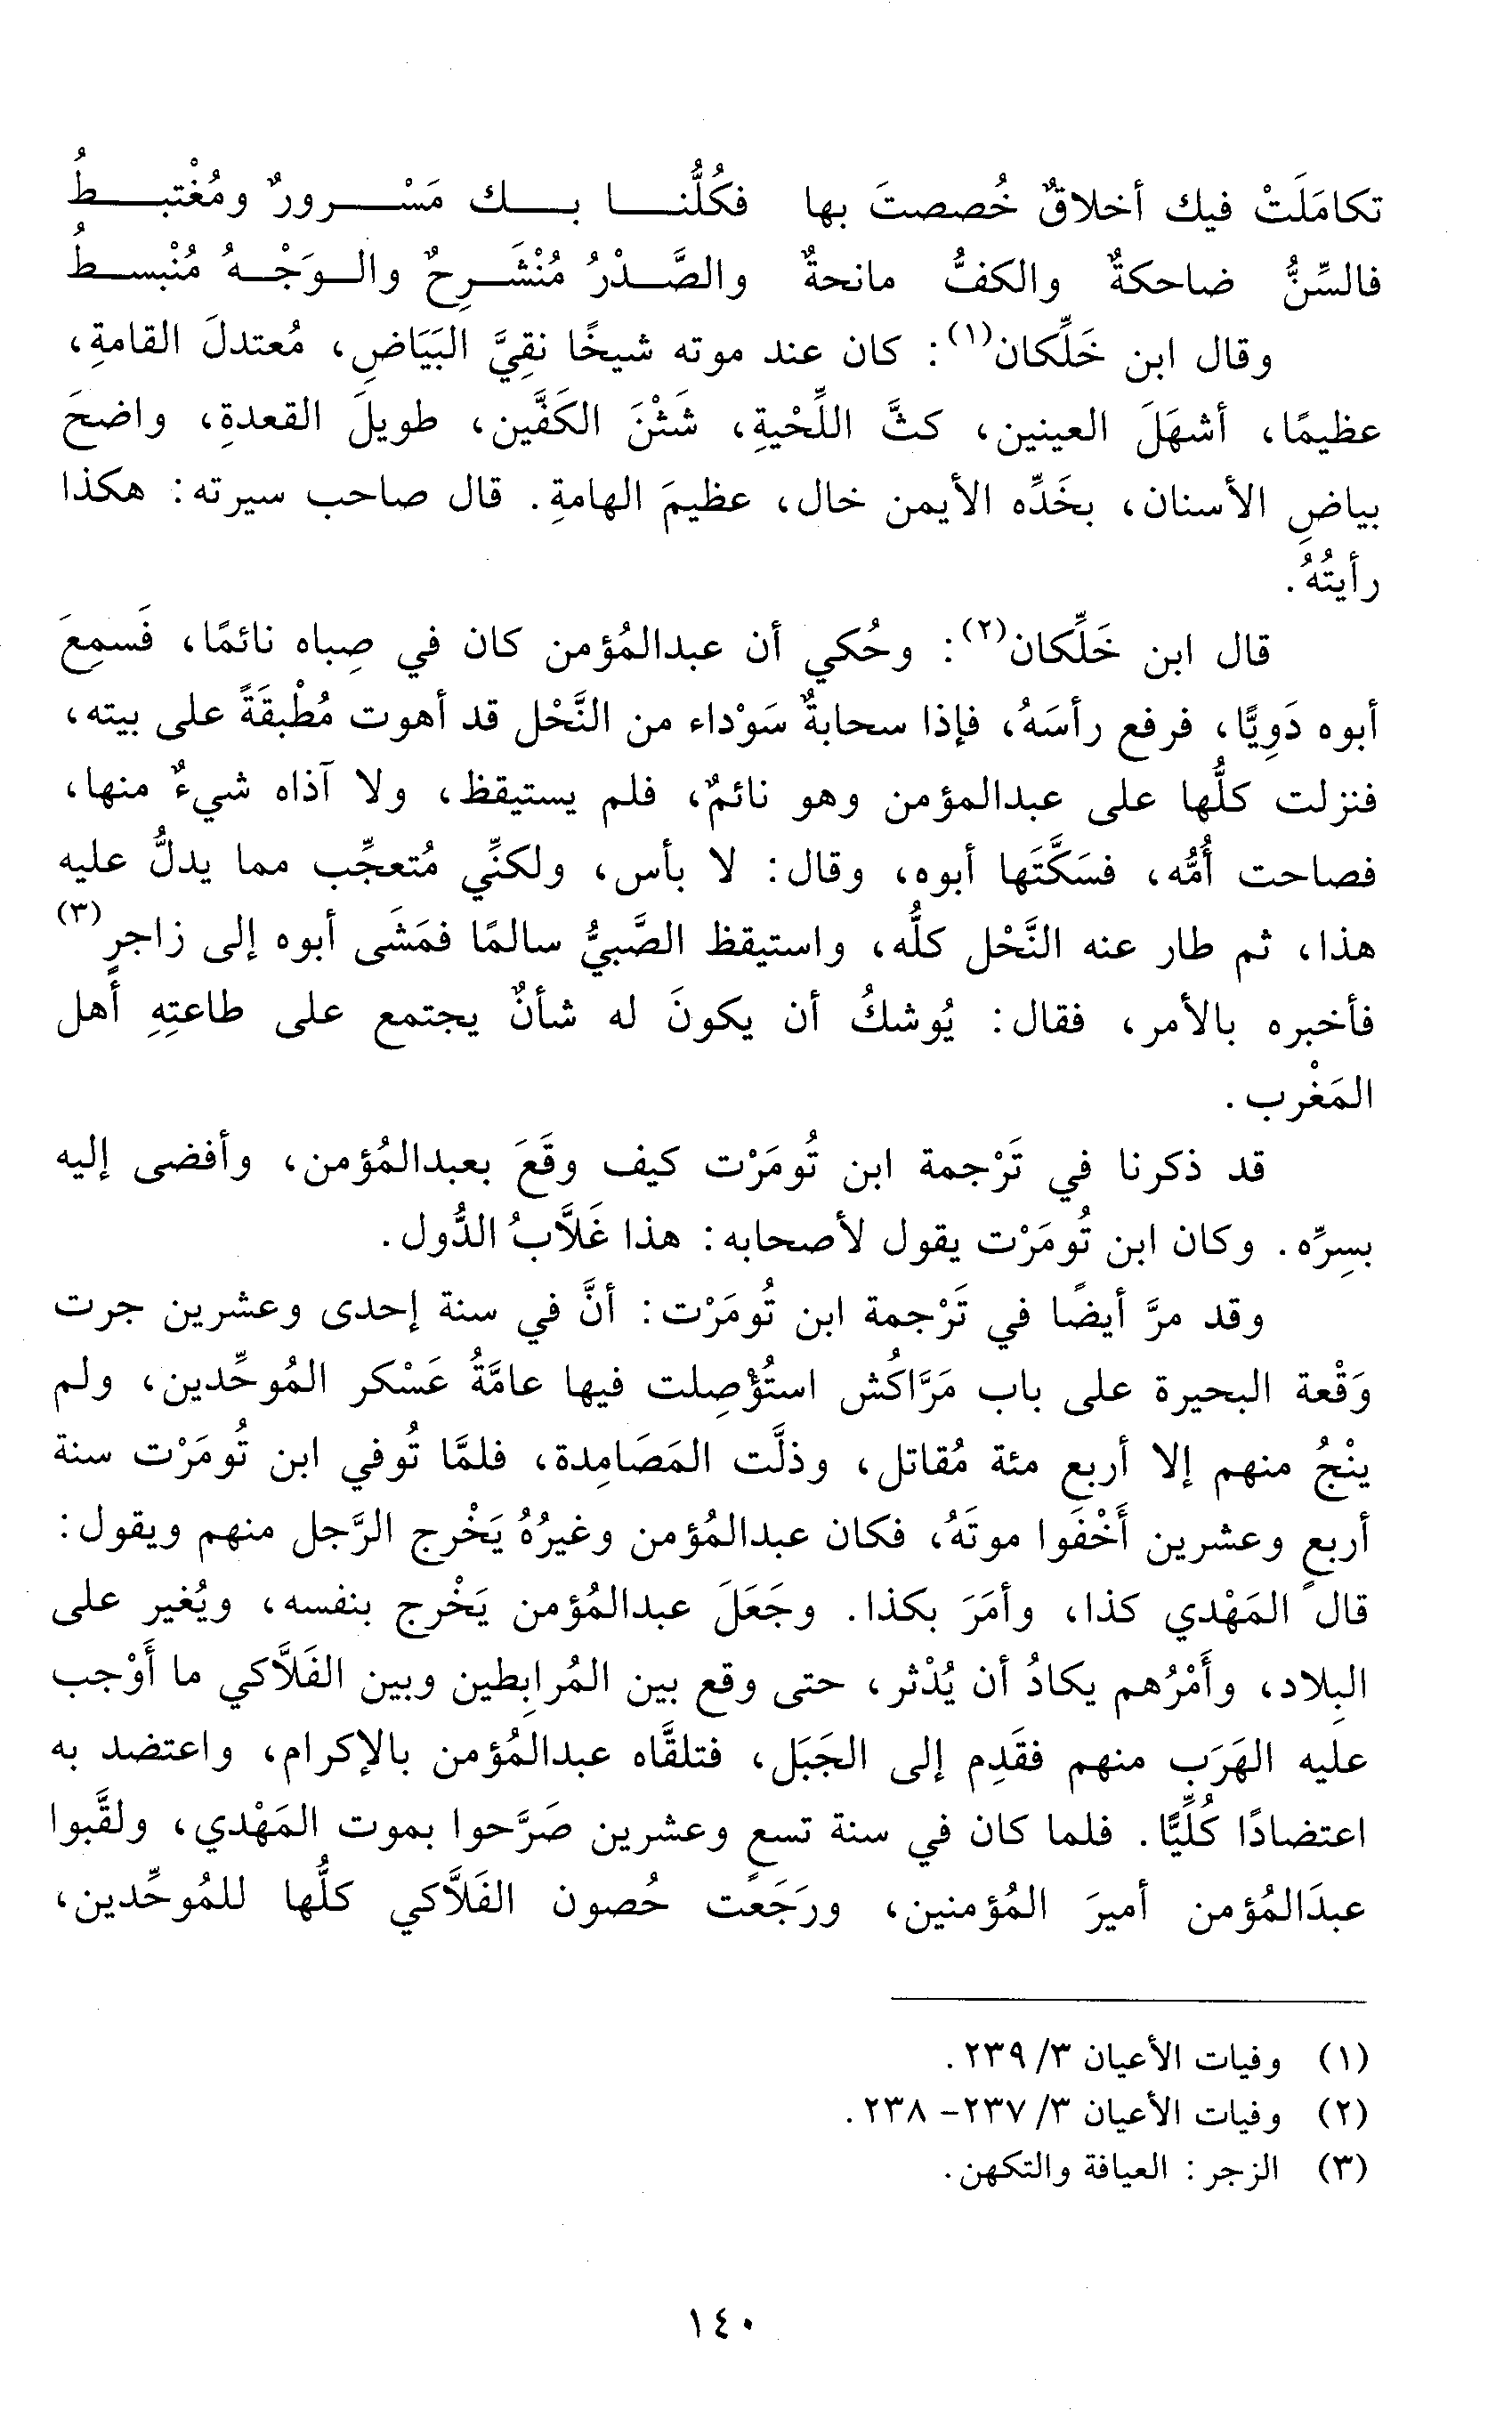 تكامَلَتْ فيك أخلاقٌ خُصصتَ بها فكُلُّنا بك مَسْرورٌ ومُغْتبطُ
فالسِّنُّ ضاحكةٌ والكفُّ مانحةٌ والصَّدْرُ مُنْشَرِحٌ والوَجْهُ مُنْبسطُ
وقال ابن خَلِّكان(١): كان عند موته شيخًا نقِيَّ البَيَاضِ، مُعتدلَ القامةِ،
عظيمًا، أشهَلَ العينين، كثَّ اللِّحْيةِ، شَثْنَ الكَفَّين، طويلَ القعدةِ، واضحَ
بياضِ الأسنان، بخَدِّه الأيمن خال، عظيمَ الهامةِ. قال صاحب سيرته: هكذا
رأيتُهُ.
قال ابن خَلِّكان(٢): وحُكي أن عبدالمُؤمن كان في صِباه نائمًا، فَسمِعَ
أبوه دَوِيًّا، فرفع رأسَهُ، فإذا سحابةٌ سَوْداء من النَّحْل قد أهوت مُطْبقَةً على بيته،
فنزلت كلُّها على عبدالمؤمن وهو نائمٌ، فلم يستيقظ، ولا آذاه شيءٌ منها،
فصاحت أُمُّه، فسَكَّتَها أبوه، وقال: لا بأس، ولكنِّي مُتعجِّب مما يدلُّ عليه
هذا، ثم طار عنه النَّحْل كلُّه، واستيقظ الصَّبيُّ سالمًا فمَشَى أبوه إلى زاجرٍ(٣)
فأخبره بالأمر، فقال: يُوشكُ أن يكونَ له شأنٌ يجتمع على طاعتِهِ أهل
المَغْرب.
قد ذكرنا في تَرْجمة ابن تُومَرْت كيف وقَعَ بعبدالمُؤمن، وأفضى إليه
بسِرِّه. وكان ابن تُومَرْت يقول لأصحابه: هذا غَلاَّبُ الدُّول.
وقد مرَّ أيضًا في تَرْجمة ابن تُومَرْت: أنَّ في سنة إحدى وعشرين جرت
وَقْعة البحيرة على باب مَرَّاكُش استُؤْصِلت فيها عامَّةُ عَسْكر المُوحِّدين، ولم
ينْجُ منهم إلا أربع مئة مُقاتل، وذلَّت المَصَامِدة، فلمَّا تُوفي ابن تُومَرْت سنة
أربعٍ وعشرين أَخْفَوا موتَهُ، فكان عبدالمُؤمن وغيرُهُ يَخْرج الرَّجل منهم ويقول:
قال المَهْدي كذا، وأمَرَ بكذا. وجَعَلَ عبدالمُؤمن يَخْرج بنفسه، ويُغير على
البِلاد، وأَمْرُهم يكادُ أن يُدْثر، حتى وقع بين المُرابِطين وبين الفَلاَّكي ما أَوْجب
عليه الهَرَب منهم فقَدِم إلى الجَبَل، فتلقَّاه عبدالمُؤمن بالإكرام، واعتضد به
اعتضادًا كُلِّيًّا. فلما كان في سنة تسعٍ وعشرين صَرَّحوا بموت المَهْدي، ولقَّبوا
عبدَالمُؤمن أميرَ المُؤمنين، ورَجَعت حُصون الفَلاَّكي كلُّها للمُوحِّدين،
(١) وفيات الأعيان ٣/ ٢٣٩.
(٢) وفيات الأعيان ٣/ ٢٣٧- ٢٣٨.
(٣) الزجر: العيافة والتكهن.
١٤٠